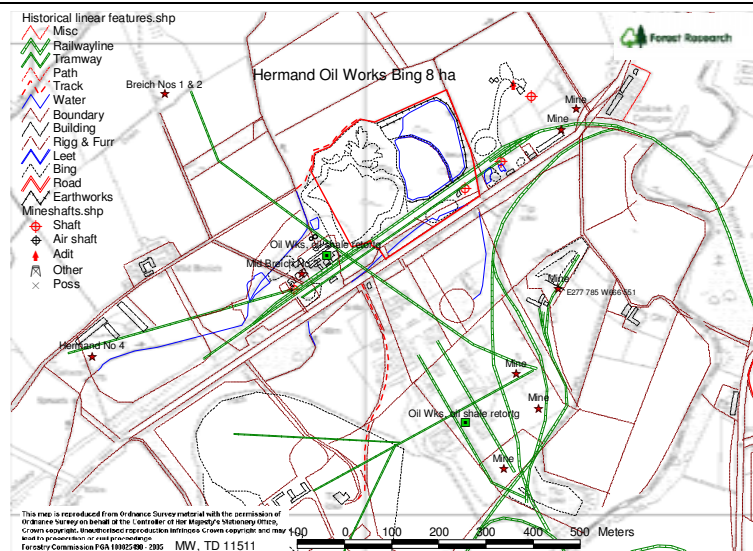 Historical linear features.shp
Misc
Railwayline
Tramway
Path
Track
Water
Boundary
Building
Rigg & Furr
Leet
Bing
Road
Earthworks
Mineshafts.shp
Shaft
Air shaft
Adit
Other
Poss
Forest Research
Hermand Oil Works Bing 8 ha
Breich Nos 1 & 2
Mine
Mine
Oil Wks, oil shale retortg
Mid Breich No
Mid Breich
Mine
E277 785 W666 551
Hermand No 4
Mine
Mine
Oil Wks, oil shale retortg
Mine
This map is reproduced from Ordnance Survey material with the permission of
Ordnance Survey on behalf of the Controller of Her Majesty's Stationery Office,
Crown copyright. Unauthorised reproduction infringes Crown copyright and may
lead to prosecution or civil proceedings.
Forestry Commission PGA 100025498 - 2005
MW, TD 11511
100 0 100 200 300 400 500 Meters